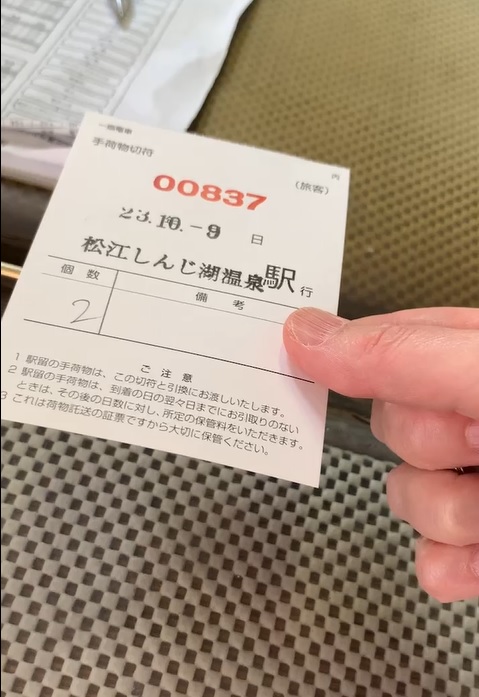 一畑電車
手荷物切符
円
(旅客)
00837
23.10.-9 日
松江しんじ湖温泉駅行
個数 備考
2
ご注意
1 駅留の手荷物は、この切符と引換にお渡しいたします。
2 駅留の手荷物は、到着の日の翌々日までにお引取りのない
ときは、その後の日数に対し、所定の保管料をいただきます。
3 これは荷物託送の証票ですから大切に保管ください。